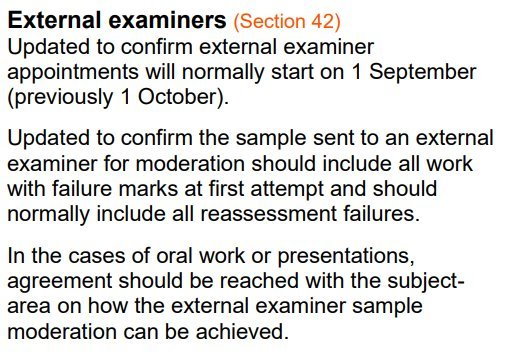 External examiners (Section 42)
Updated to confirm external examiner
appointments will normally start on 1 September
(previously 1 October).
Updated to confirm the sample sent to an external
examiner for moderation should include all work
with failure marks at first attempt and should
normally include all reassessment failures.
In the cases of oral work or presentations,
agreement should be reached with the subject-
area on how the external examiner sample
moderation can be achieved.